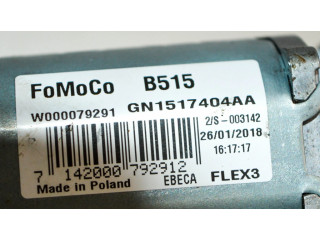 FoMoCo B515
W000079291 GN1517404AA
2/S-003142
26/01/2018
16:17:17
7 142000 792912
Made in Poland EBECA FLEX3